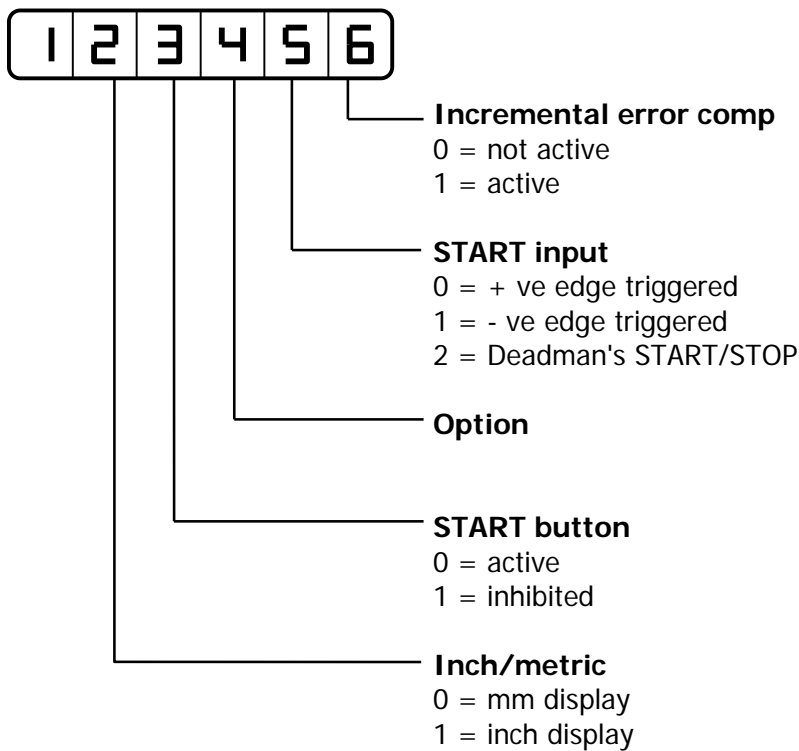 1 2 3 4 5 6
Incremental error comp
0 = not active
1 = active
START input
0 = + ve edge triggered
1 = - ve edge triggered
2 = Deadman's START/STOP
Option
START button
0 = active
1 = inhibited
Inch/metric
0 = mm display
1 = inch display